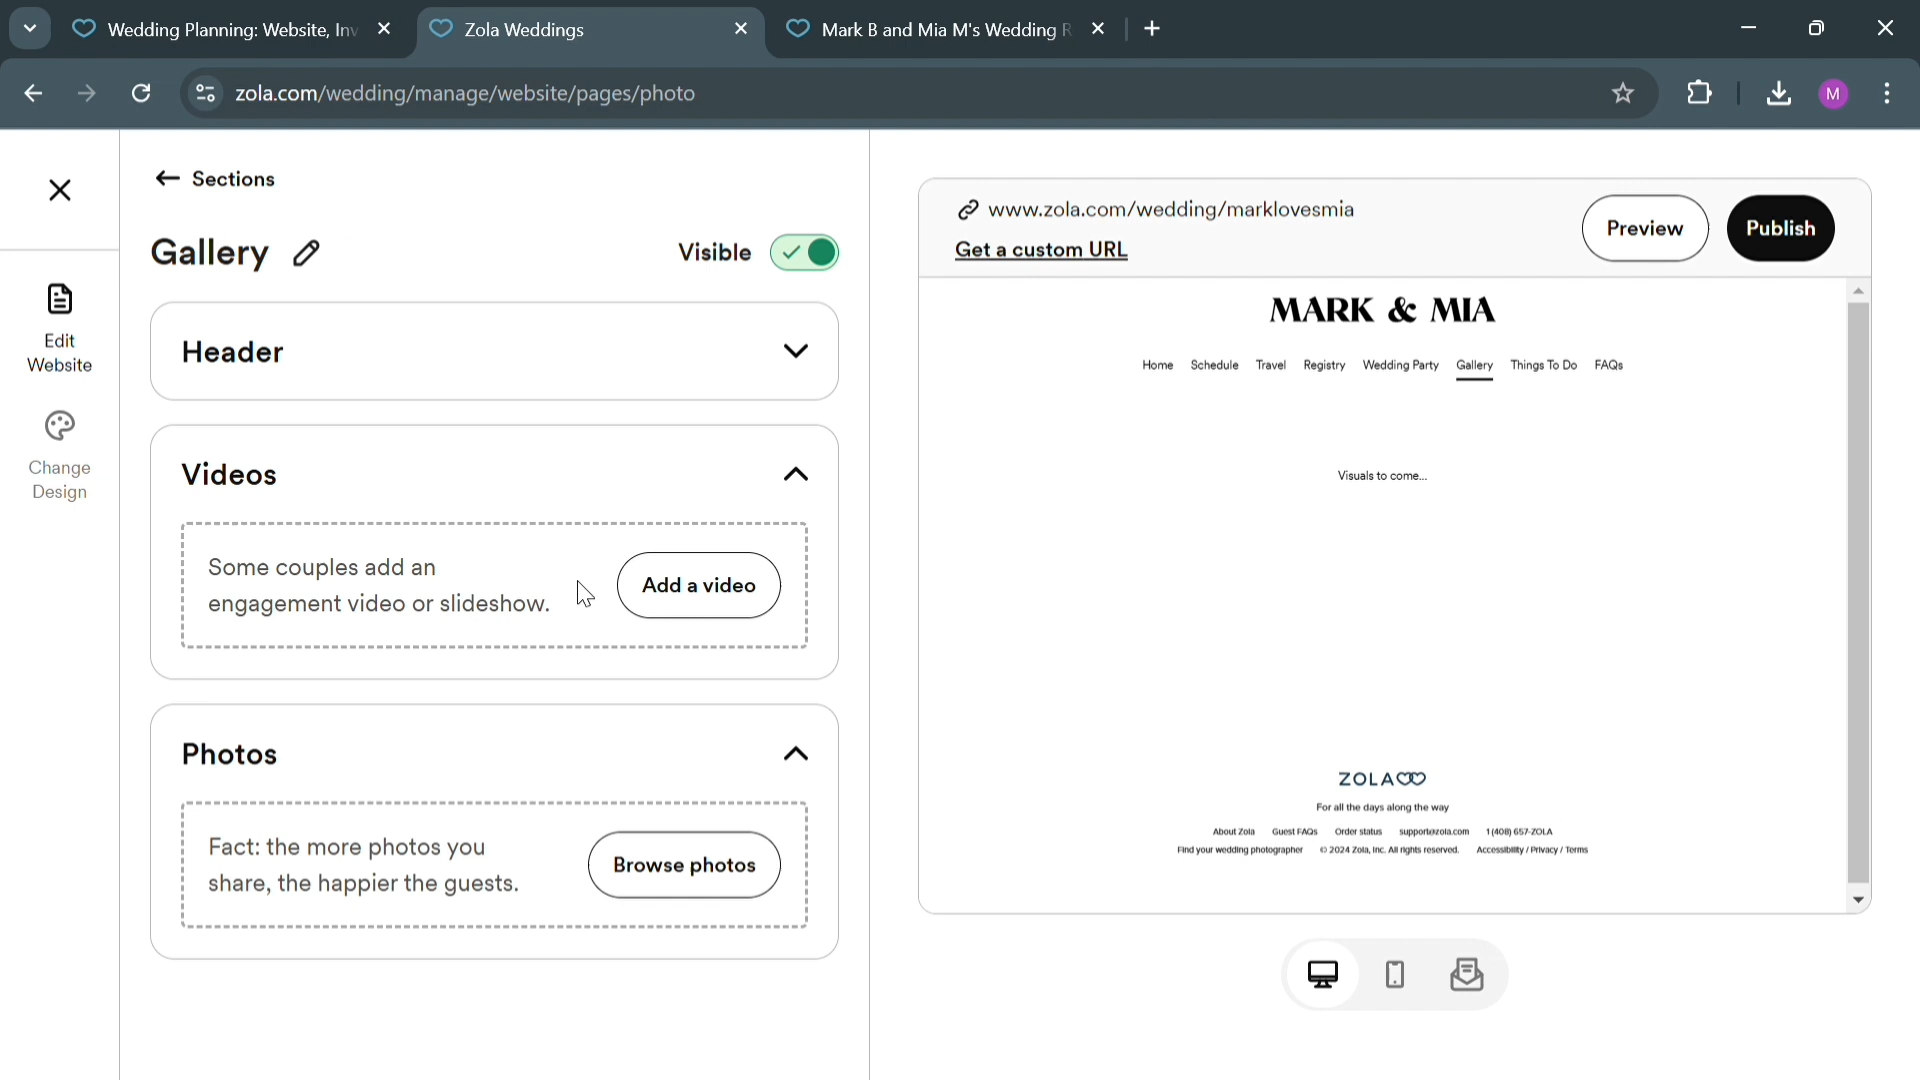 Wedding Planning: Website, Inv
Zola Weddings
Mark B and Mia M's Wedding R
zola.com/wedding/manage/website/pages/photo
M
Sections
Gallery
Visible
Edit
Website
Change
Design
Header
Videos
Some couples add an
engagement video or slideshow.
Add a video
Photos
Fact: the more photos you
share, the happier the guests.
Browse photos
www.zola.com/wedding/marklovesmia
Get a custom URL
Preview
Publish
MARK & MIA
Home Schedule Travel Registry Wedding Party Gallery Things To Do FAQs
Visuals to come...
ZOLA
For all the days along the way
About Zola Guest FAQs Order status support@zola.com 1 (408) 657-ZOLA
Find your wedding photographer © 2024 Zola, Inc. All rights reserved. Accessibility / Privacy / Terms